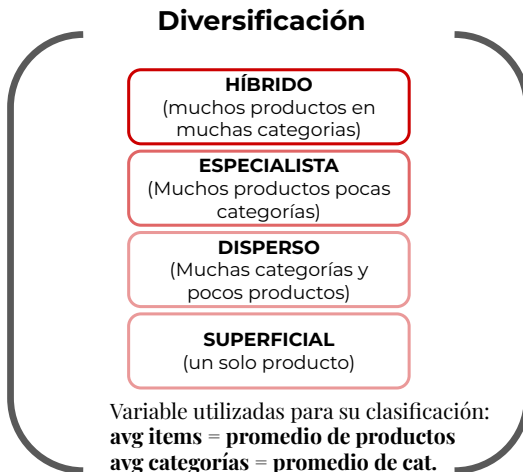 Diversificación
HÍBRIDO
(muchos productos en
muchas categorias)
ESPECIALISTA
(Muchos productos pocas
categorías)
DISPERSO
(Muchas categorías y
pocos productos)
SUPERFICIAL
(un solo producto)
Variable utilizadas para su clasificación:
avg items = promedio de productos
avg categorías = promedio de cat.